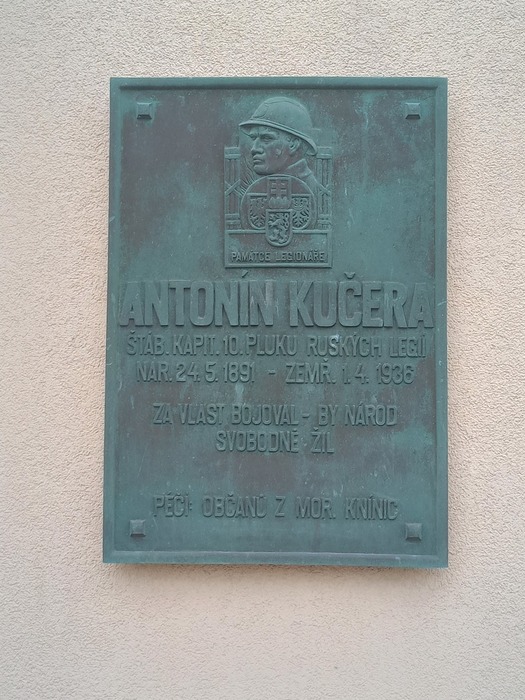 PAMÁTCE LEGIONÁŘE
ANTONÍN KUČERA
ŠTÁB. KAPIT. 10. PLUKU RUSKÝCH LEGIÍ
NAR. 24. 5. 1891 - ZEMŘ. 1. 4. 1936
ZA VLAST BOJOVAL - BY NÁROD
SVOBODNĚ ŽIL
PÉČÍ OBČANŮ Z MOR. KNÍNIC